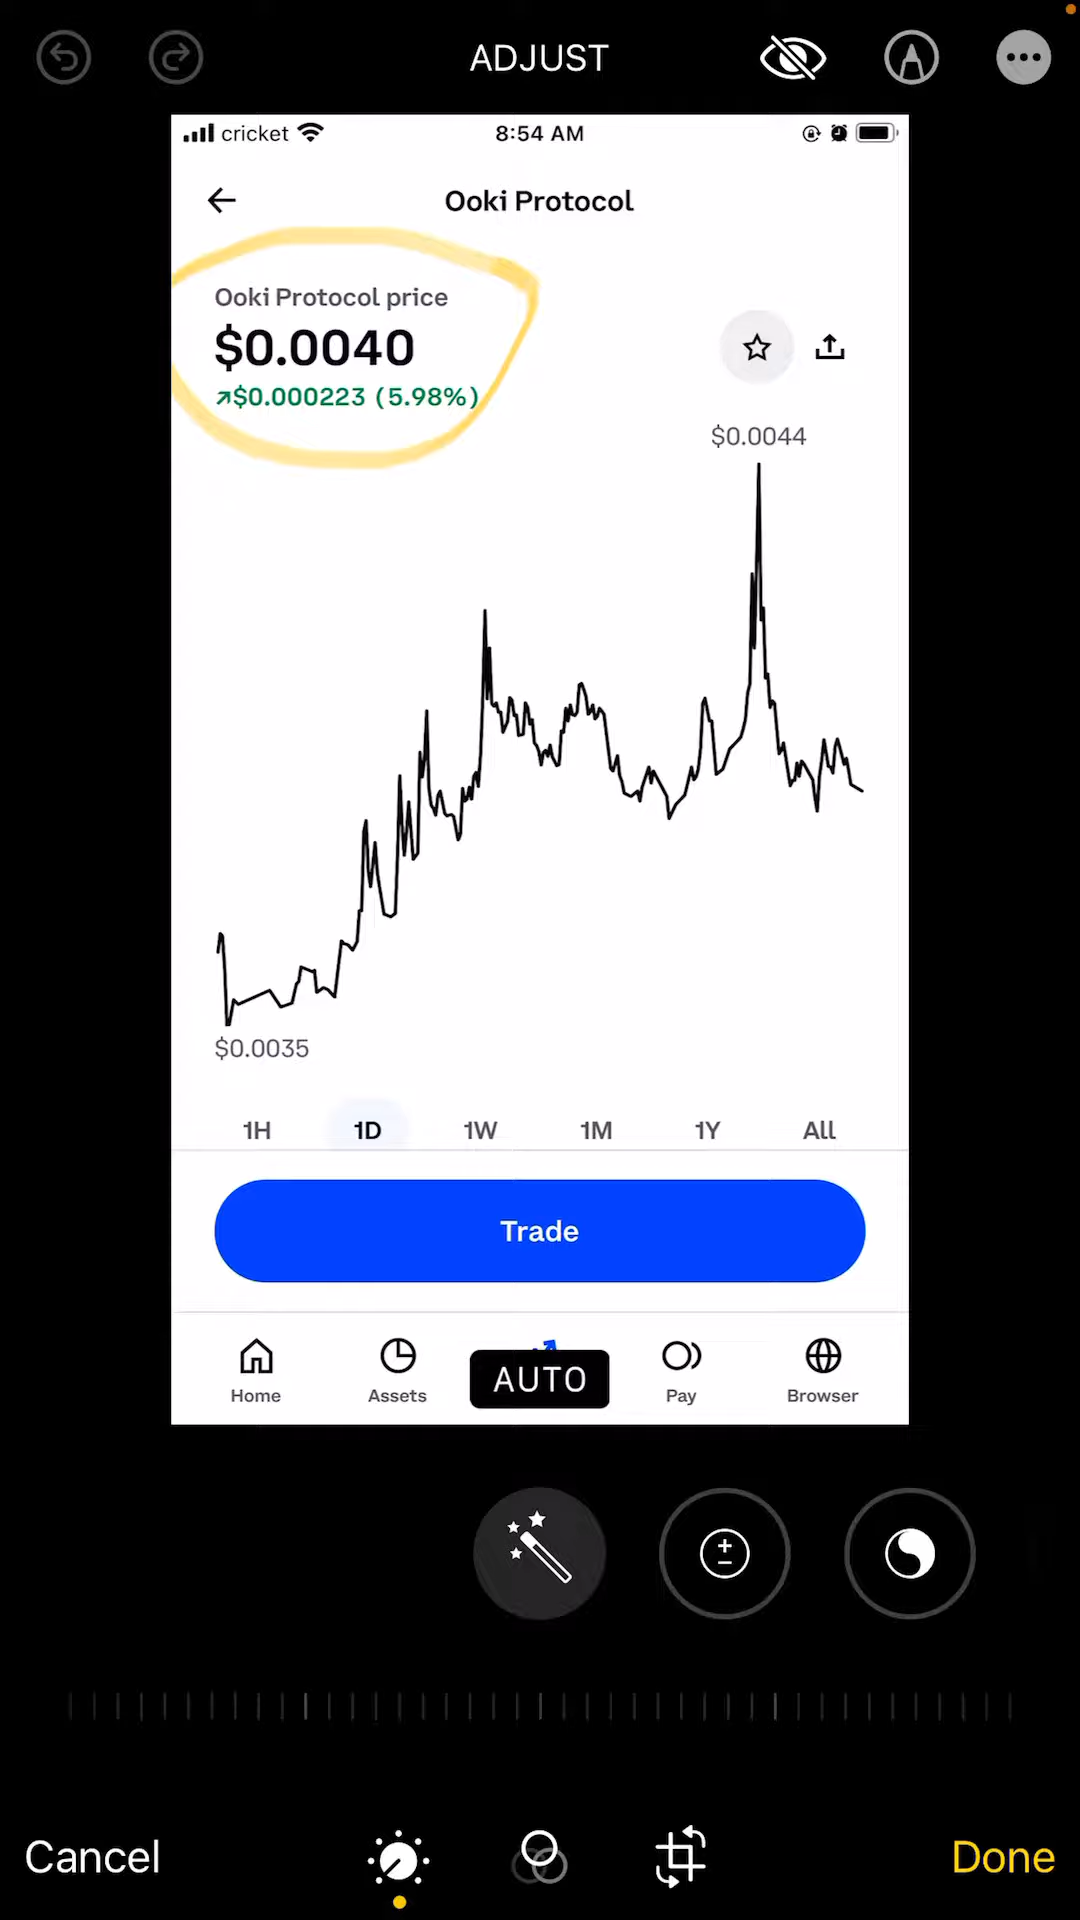 ADJUST
cricket 8:54 AM
Ooki Protocol
Ooki Protocol price
$0.0040
↗$0.000223 (5.98%)
$0.0044
$0.0035
1H 1D 1W 1M 1Y All
Trade
Home Assets Pay Browser
AUTO
Cancel Done